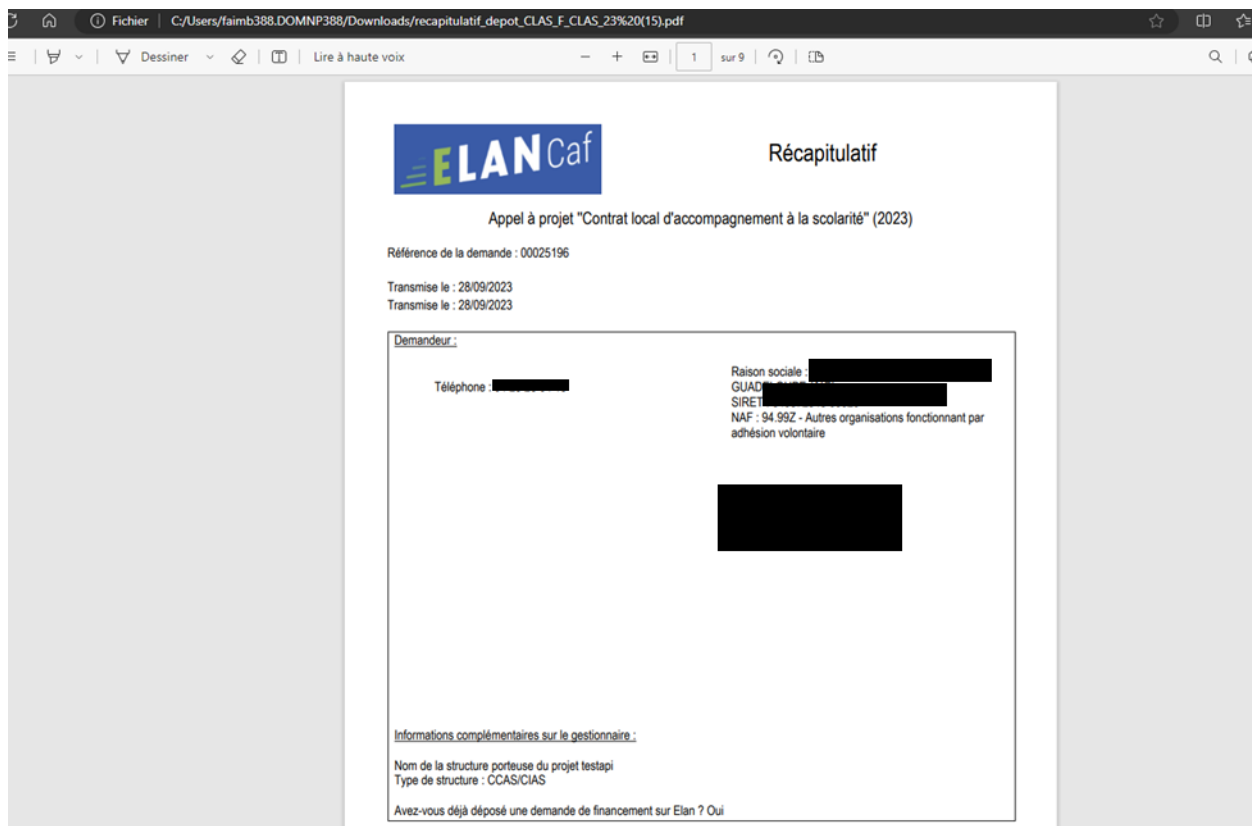 Fichier | C:/Users/faimb388.DOMNP388/Downloads/recapitulatif_depot_CLAS_F_CLAS_23%20(15).pdf
Dessiner Lire à haute voix 1 sur 9
ELAN Caf
Récapitulatif
Appel à projet "Contrat local d'accompagnement à la scolarité" (2023)
Référence de la demande : 00025196
Transmise le : 28/09/2023
Transmise le : 28/09/2023
Demandeur :
Téléphone :
Raison sociale :
SIRET
NAF : 94.99Z - Autres organisations fonctionnant par
adhésion volontaire
Informations complémentaires sur le gestionnaire :
Nom de la structure porteuse du projet testapi
Type de structure : CCAS/CIAS
Avez-vous déjà déposé une demande de financement sur Elan ? Oui